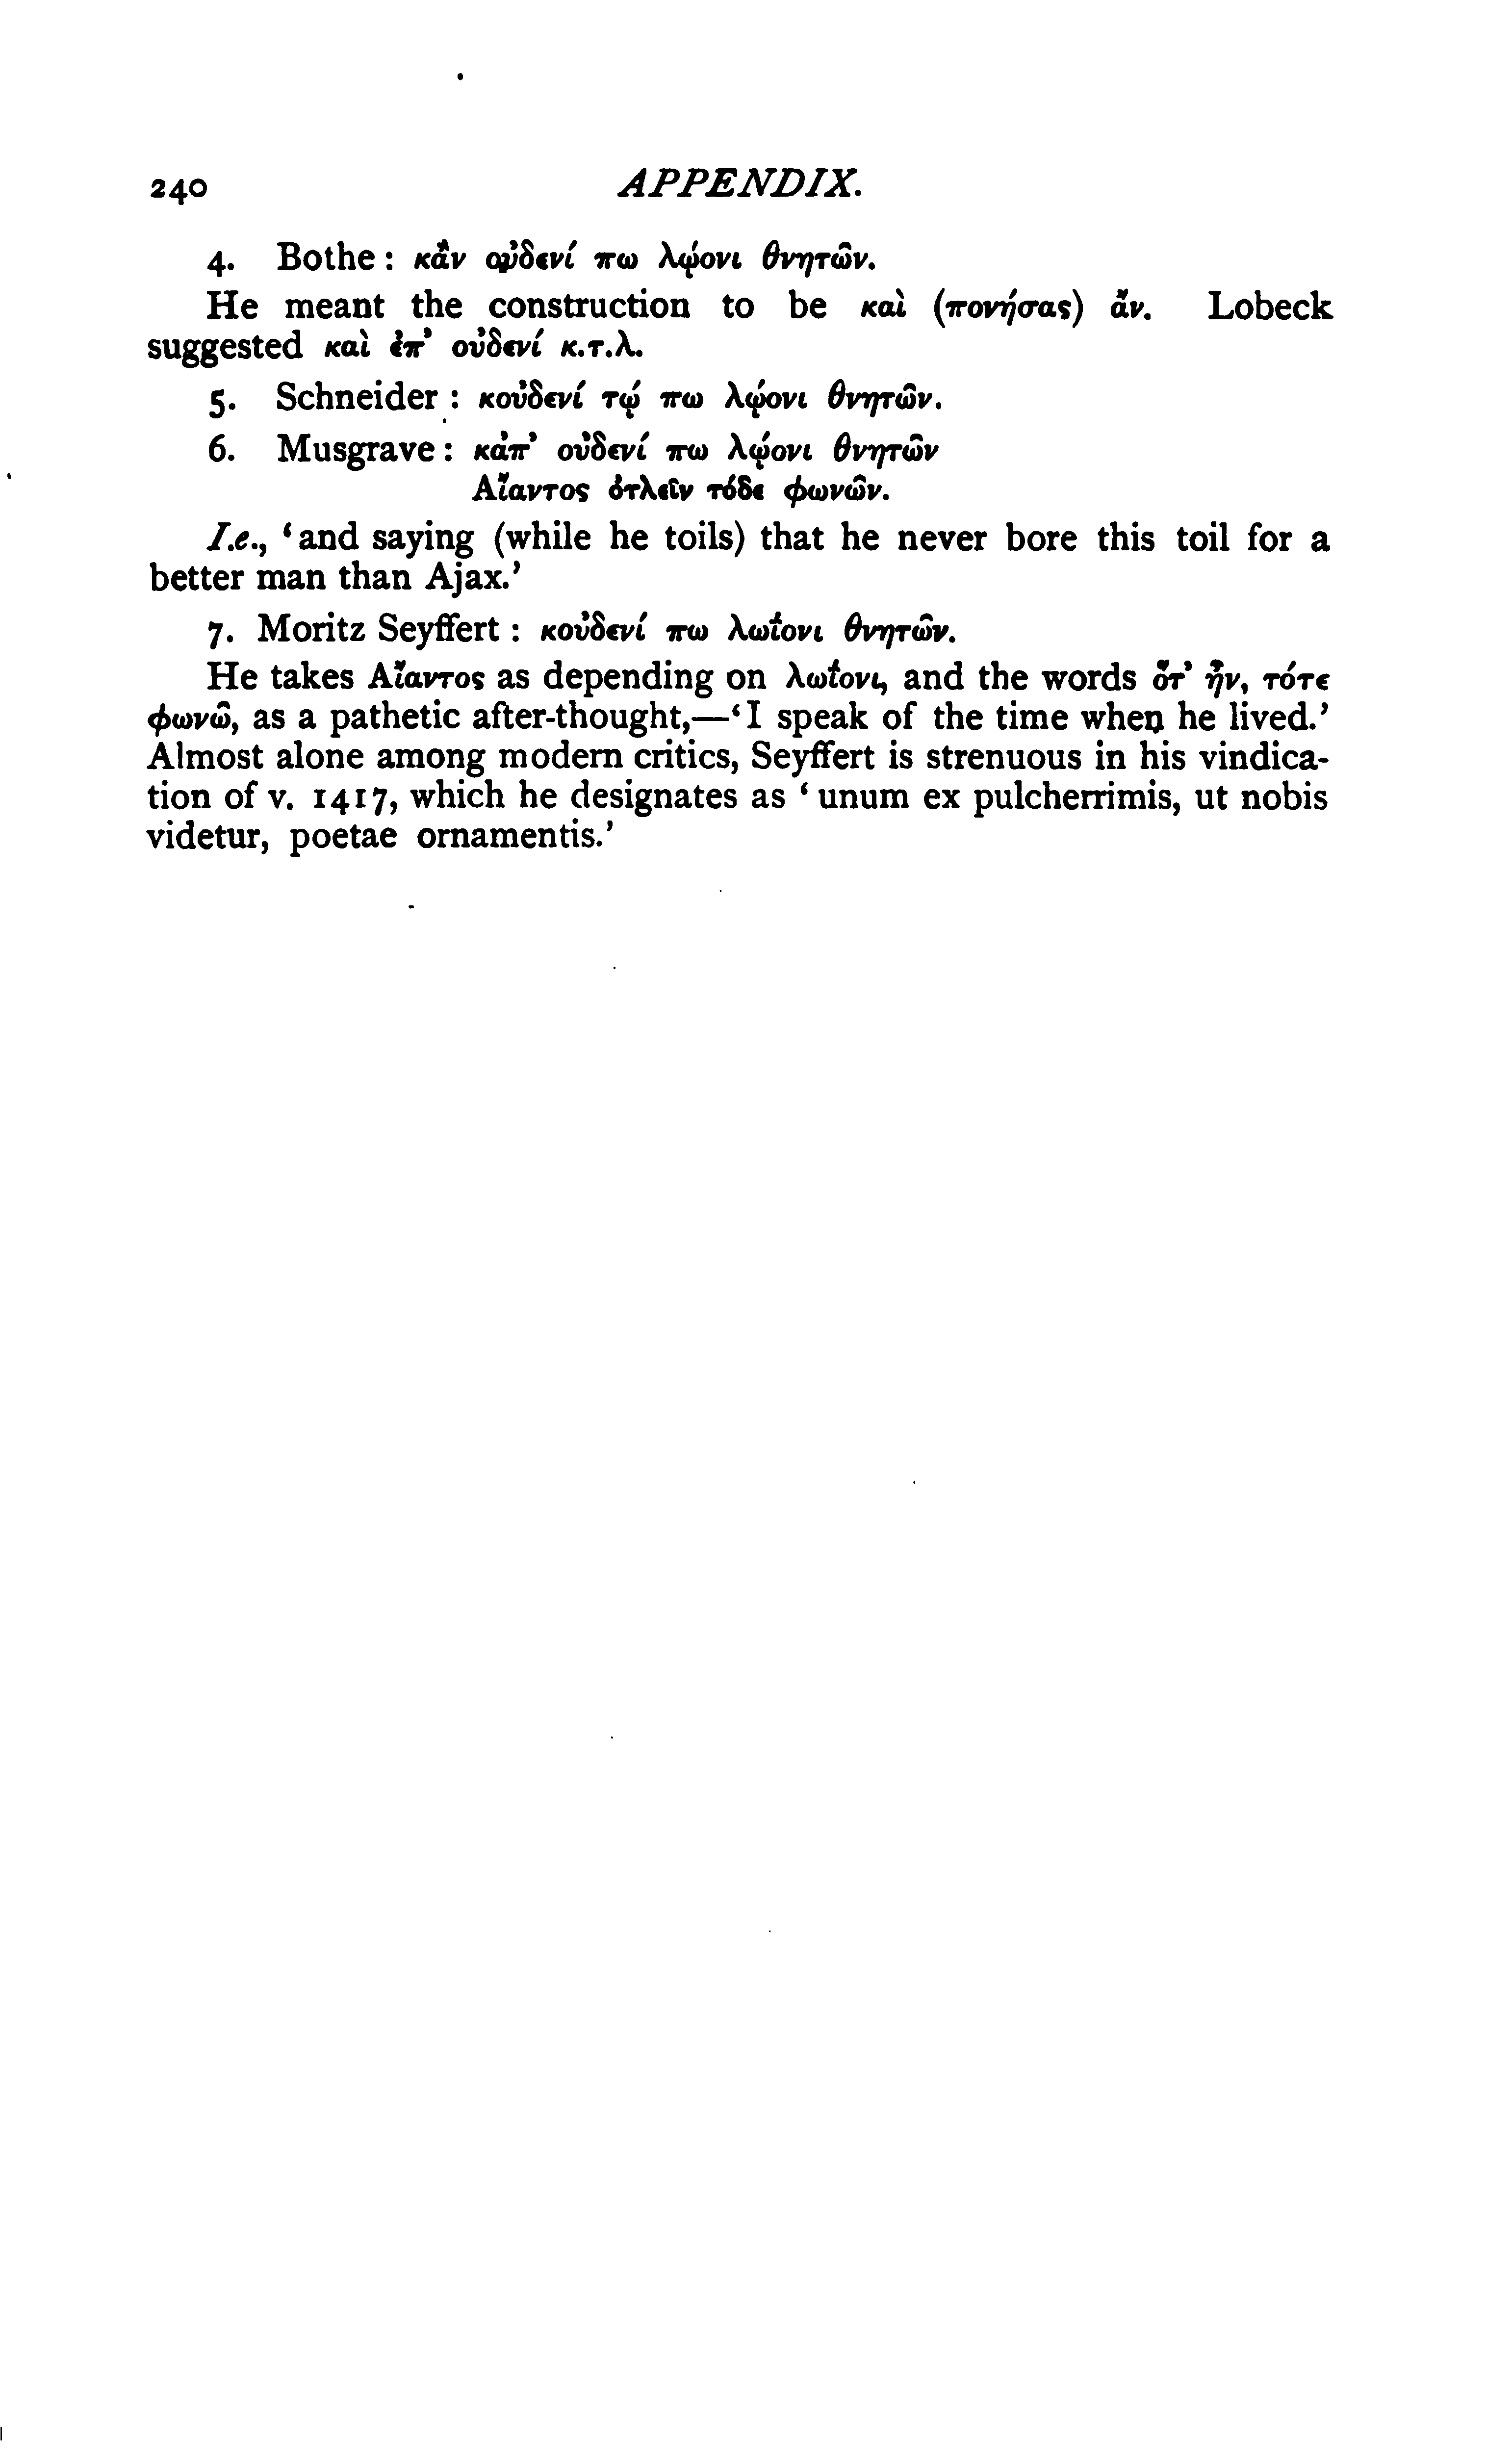 240 APPENDIX.
4. Bothe: κἂν οὐδενί πω λῴονι θνητῶν.
He meant the construction to be καὶ (πονήσας) ἄν. Lobeck
suggested καὶ ἐπ’ οὐδενί κ.τ.λ.
5. Schneider: κοὐδενί τῴ πω λῴονι θνητῶν.
6. Musgrave: κἀπ’ οὐδενί πω λῴονι θνητῶν
Αἴαντος ὀτλεῖν τόδε φωνῶν.
I.e., ‘and saying (while he toils) that he never bore this toil for a
better man than Ajax.’
7. Moritz Seyffert: κοὐδενί πω λωΐονι θνητῶν.
He takes Αἴαντος as depending on λωΐονι, and the words ὅτ’ ἦν, τότε
φωνῶ, as a pathetic after-thought,—‘I speak of the time when he lived.’
Almost alone among modern critics, Seyffert is strenuous in his vindica-
tion of v. 1417, which he designates as ‘unum ex pulcherrimis, ut nobis
videtur, poetae ornamentis.’